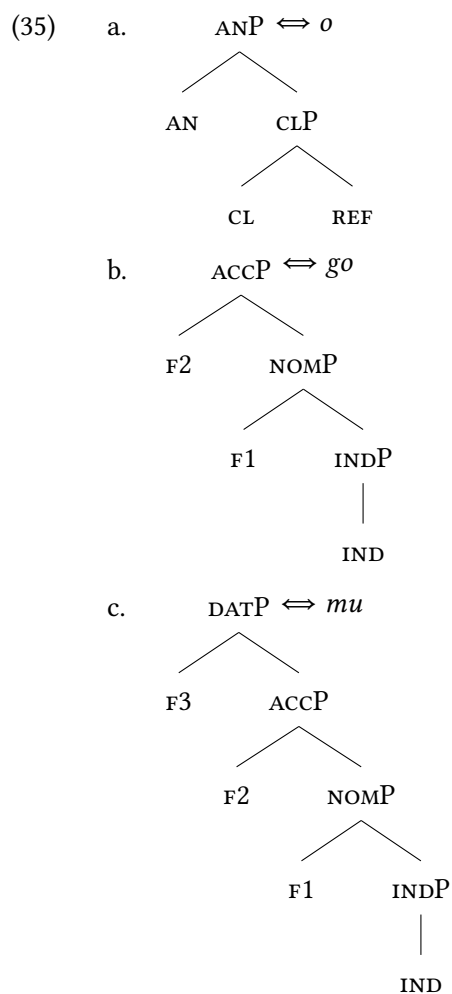 (35) a. ANP ⇔ o
AN CLP
CL REF
b. ACCP ⇔ go
F2 NOMP
F1 INDP
IND
c. DATP ⇔ mu
F3 ACCP
F2 NOMP
F1 INDP
IND